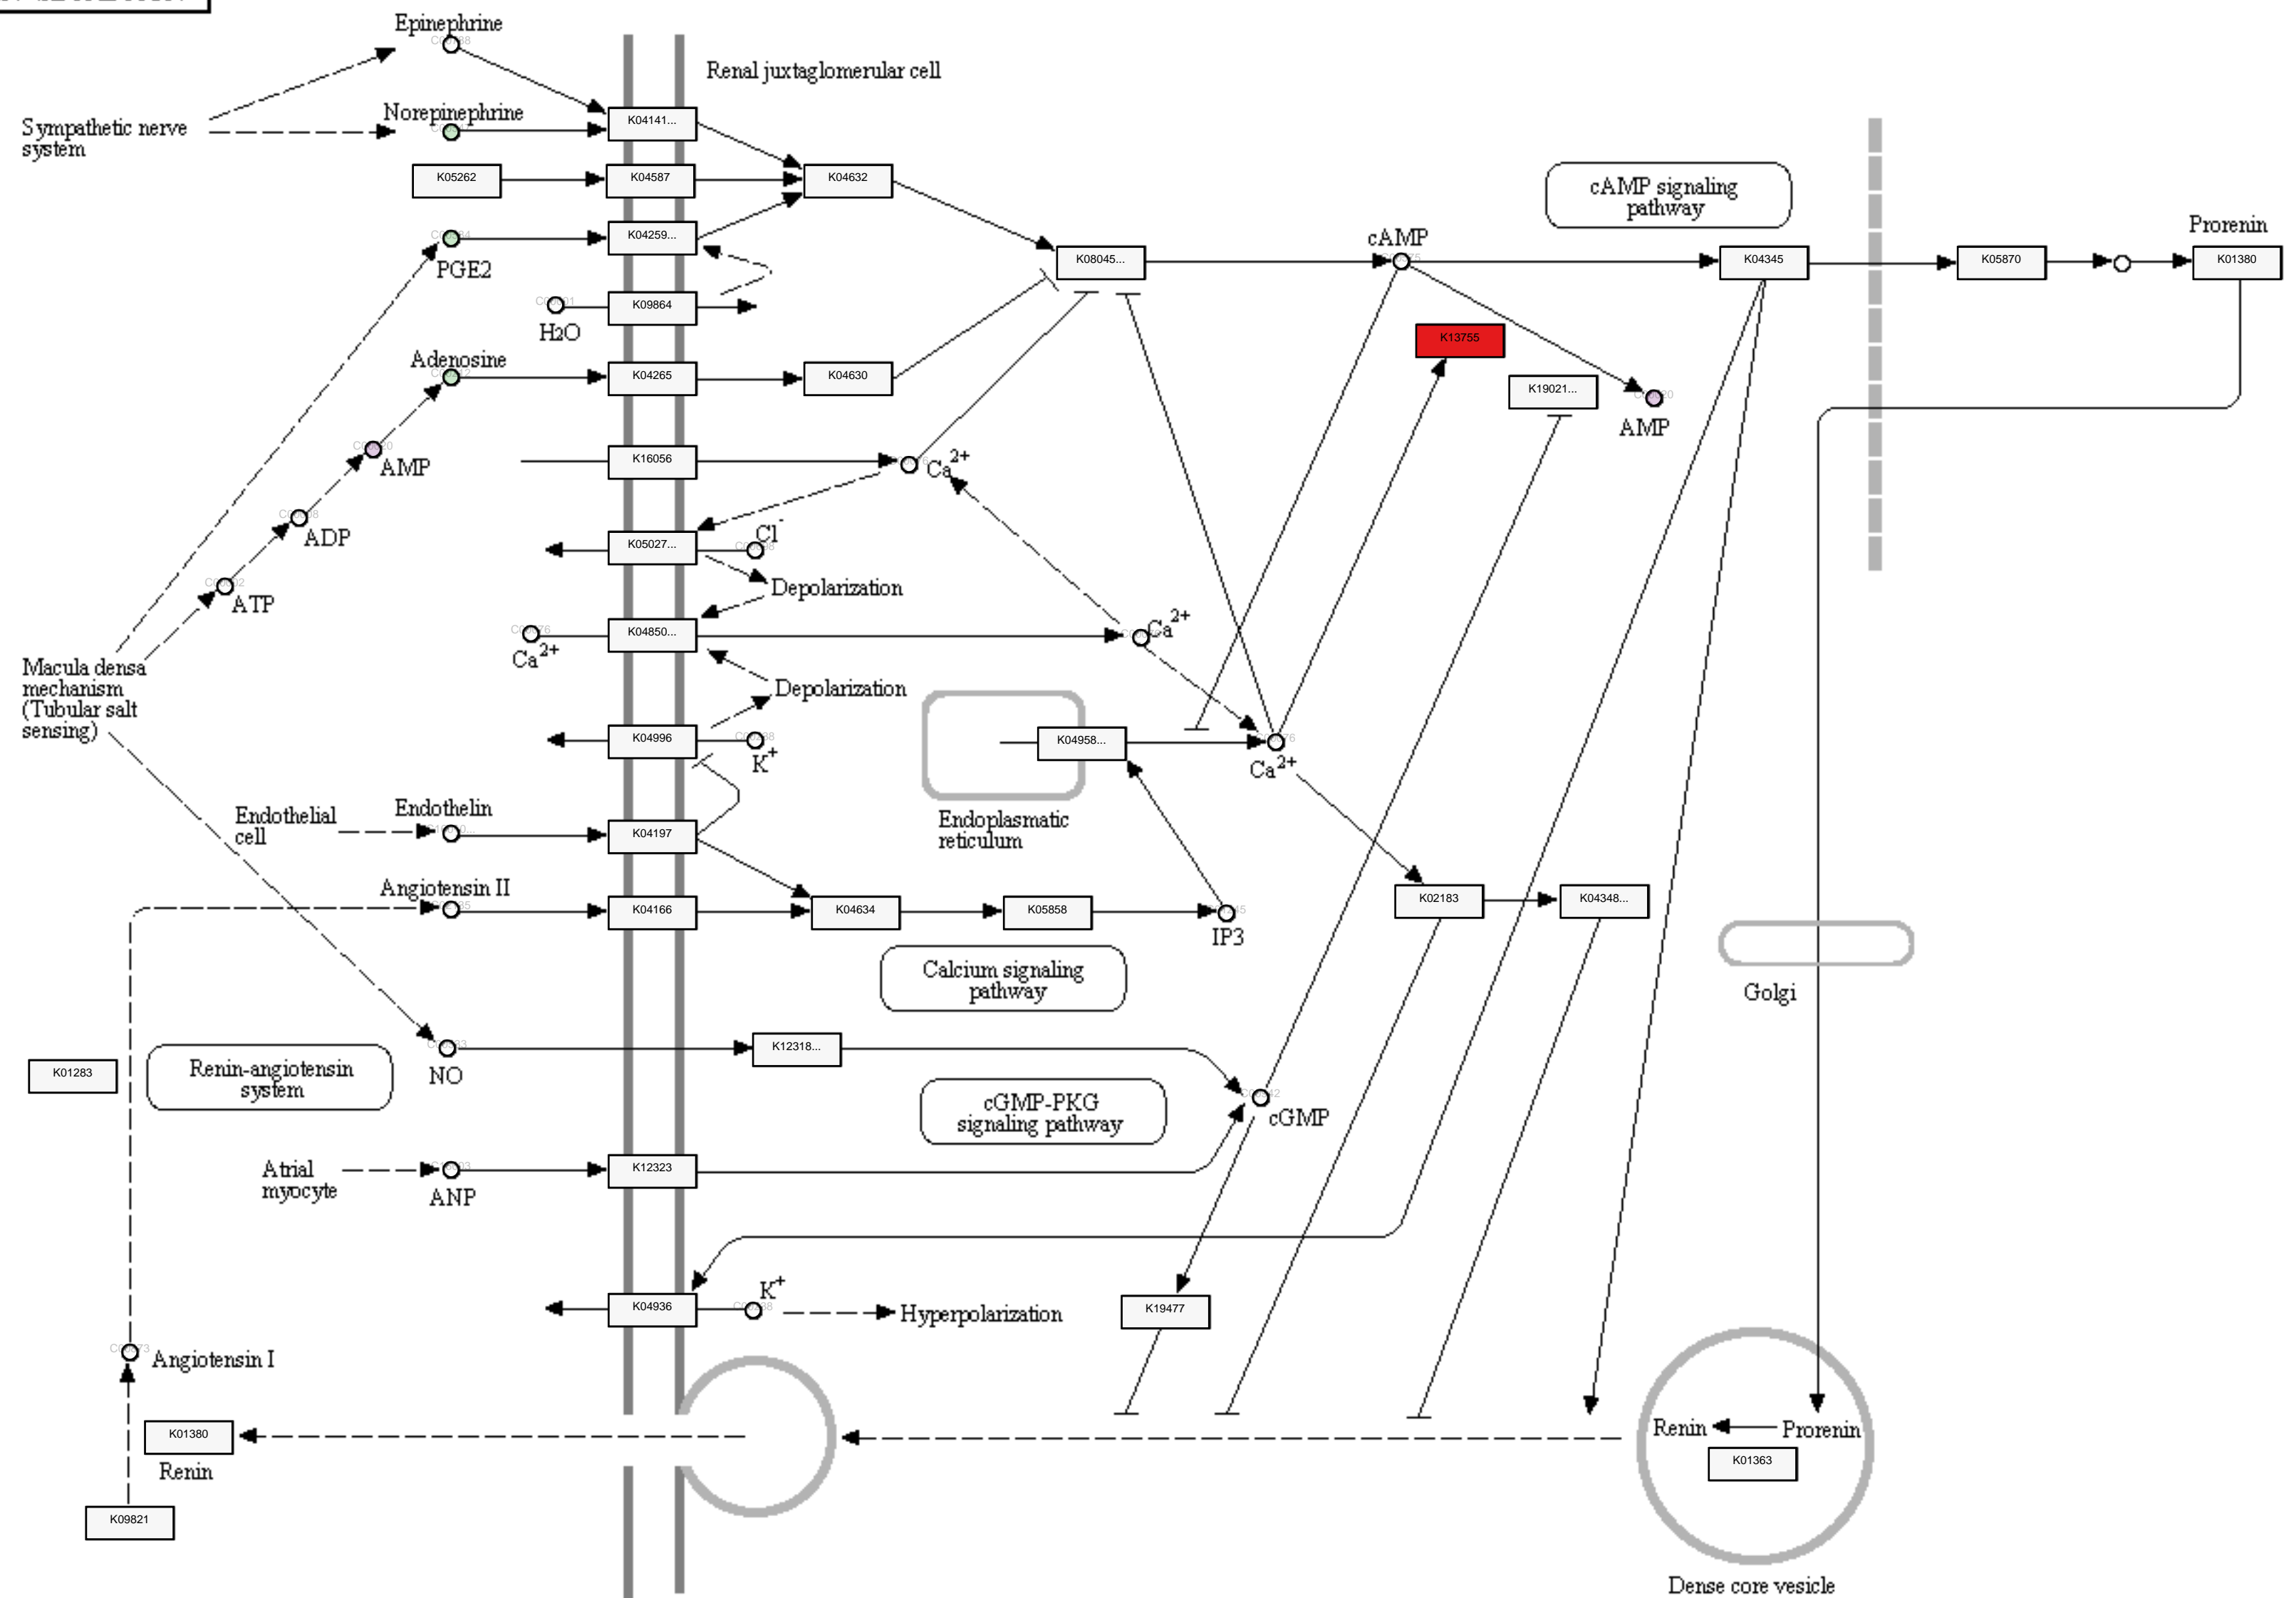 Epinephrine
Renal juxtaglomerular cell
Norepinephrine
Sympathetic nerve
system
K04141...
K05262
K04587
K04632
cAMP signaling
pathway
K04259...
PGE2
K08045...
cAMP
K04345
K05870
Prorenin
K01380
H2O
K09864
K13755
Adenosine
K04265
K04630
K19021...
AMP
AMP
K16056
Ca2+
ADP
K05027...
Cl-
Depolarization
ATP
Ca2+
K04850...
Ca2+
Macula densa
mechanism
(Tubular salt
sensing)
Depolarization
K04996
K+
K04958...
Ca2+
Endoplasmatic
reticulum
Endothelial
cell
Endothelin
K04197
Angiotensin II
K04166
K04634
K05858
IP3
K02183
K04348...
Calcium signaling
pathway
Golgi
K01283
Renin-angiotensin
system
NO
K12318...
cGMP-PKG
signaling pathway
cGMP
Atrial
myocyte
ANP
K12323
K04936
K+
Hyperpolarization
K19477
Angiotensin I
K01380
Renin
K09821
Renin
Prorenin
K01363
Dense core vesicle